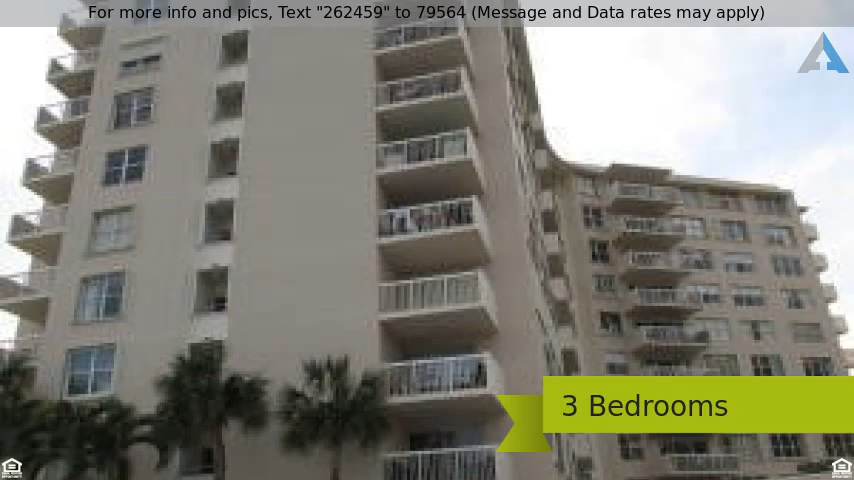 For more info and pics, Text "262459" to 79564 (Message and Data rates may apply)
3 Bedrooms